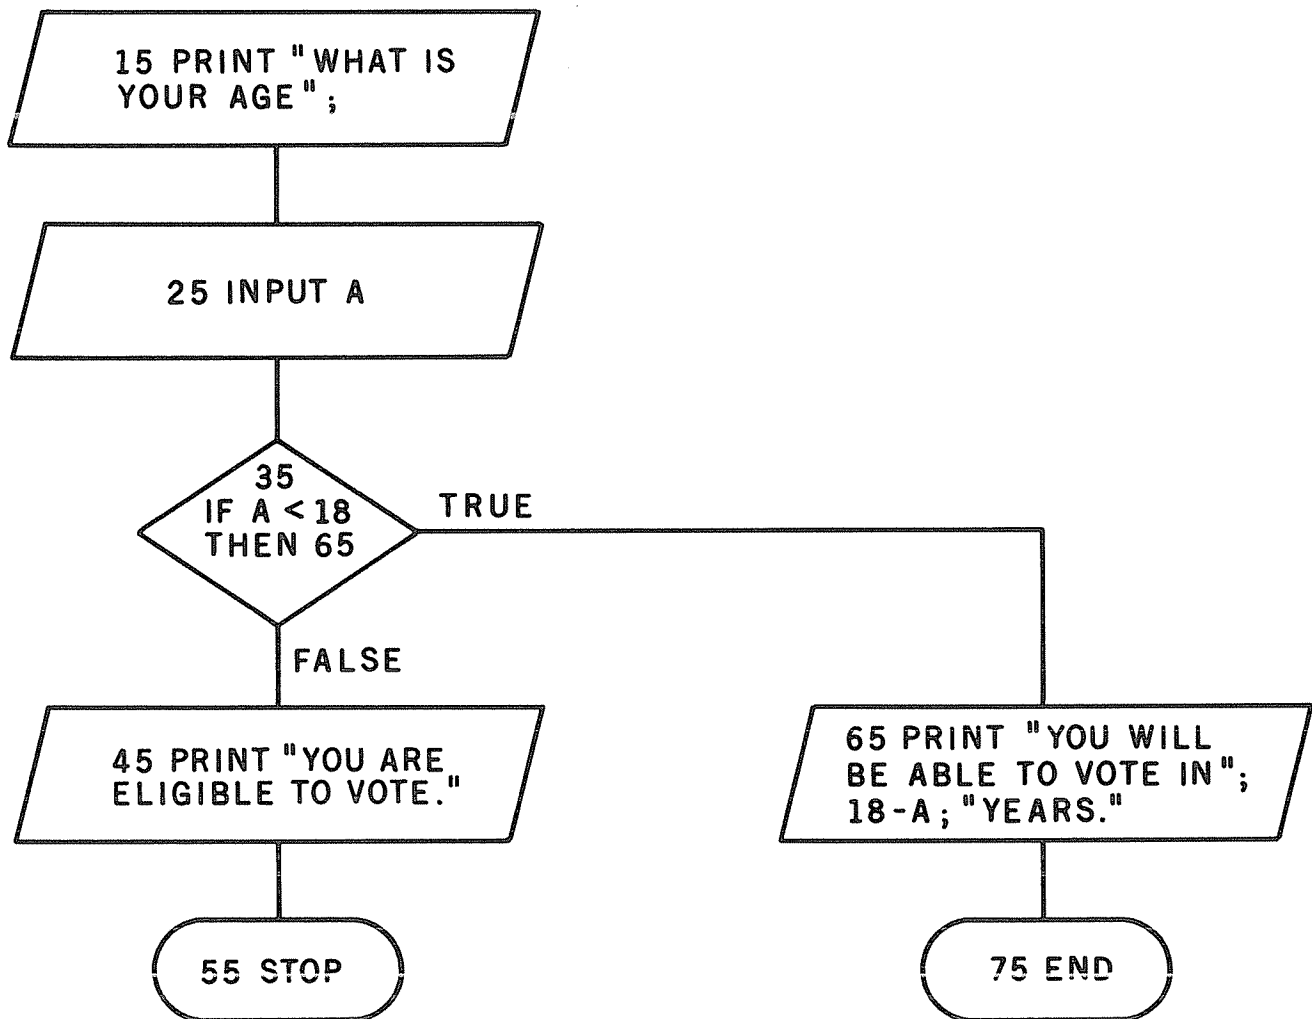 15 PRINT "WHAT IS
YOUR AGE";
25 INPUT A
35
IF A < 18
THEN 65
TRUE
FALSE
45 PRINT "YOU ARE
ELIGIBLE TO VOTE."
65 PRINT "YOU WILL
BE ABLE TO VOTE IN";
18-A; "YEARS."
55 STOP
75 END